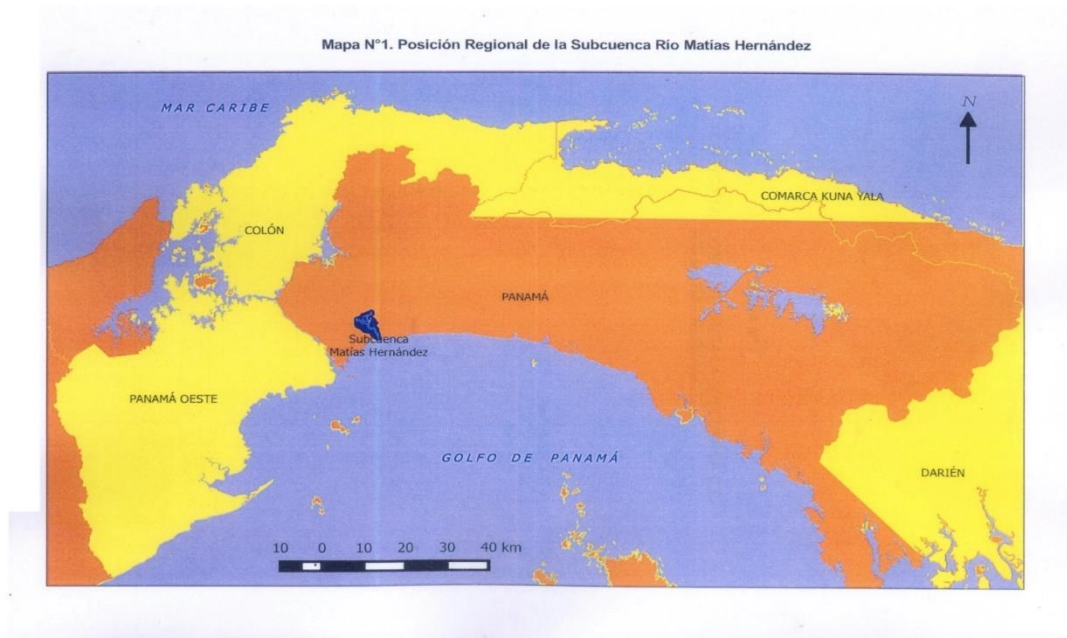 Mapa N°1. Posición Regional de la Subcuenca Río Matías Hernández
MAR CARIBE
N
COMARCA KUNA YALA
COLÓN
PANAMÁ
Subcuenca
Matías Hernández
PANAMÁ OESTE
GOLFO DE PANAMÁ
DARIÉN
10 0 10 20 30 40 km